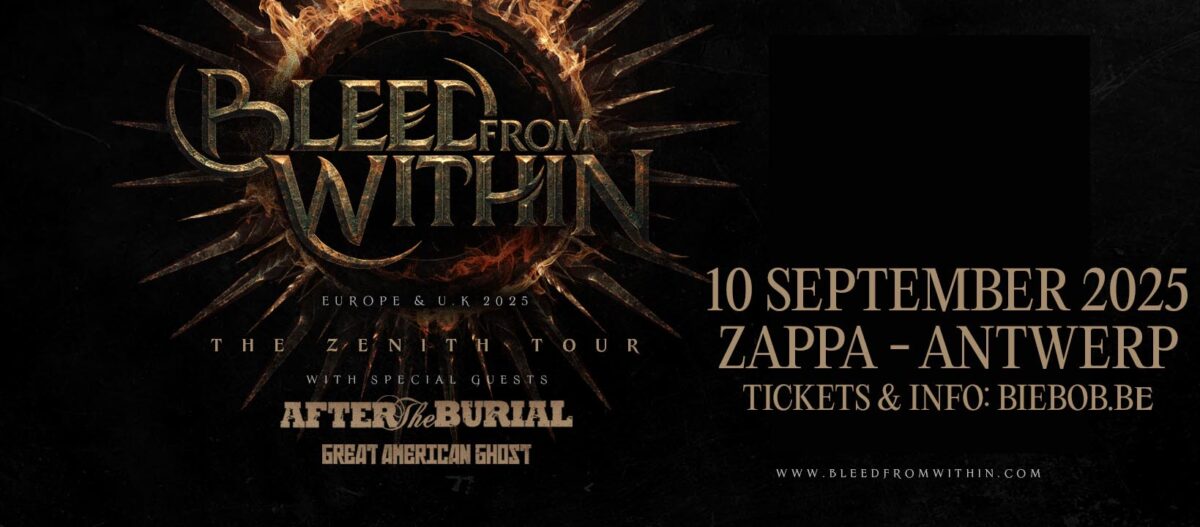 BLEED FROM
WITHIN
EUROPE & U.K 2025
THE ZENITH TOUR
WITH SPECIAL GUESTS
AFTER The BURIAL
GREAT AMERICAN GHOST
10 SEPTEMBER 2025
ZAPPA - ANTWERP
TICKETS & INFO: BIEBOB.BE
WWW.BLEEDFROMWITHIN.COM